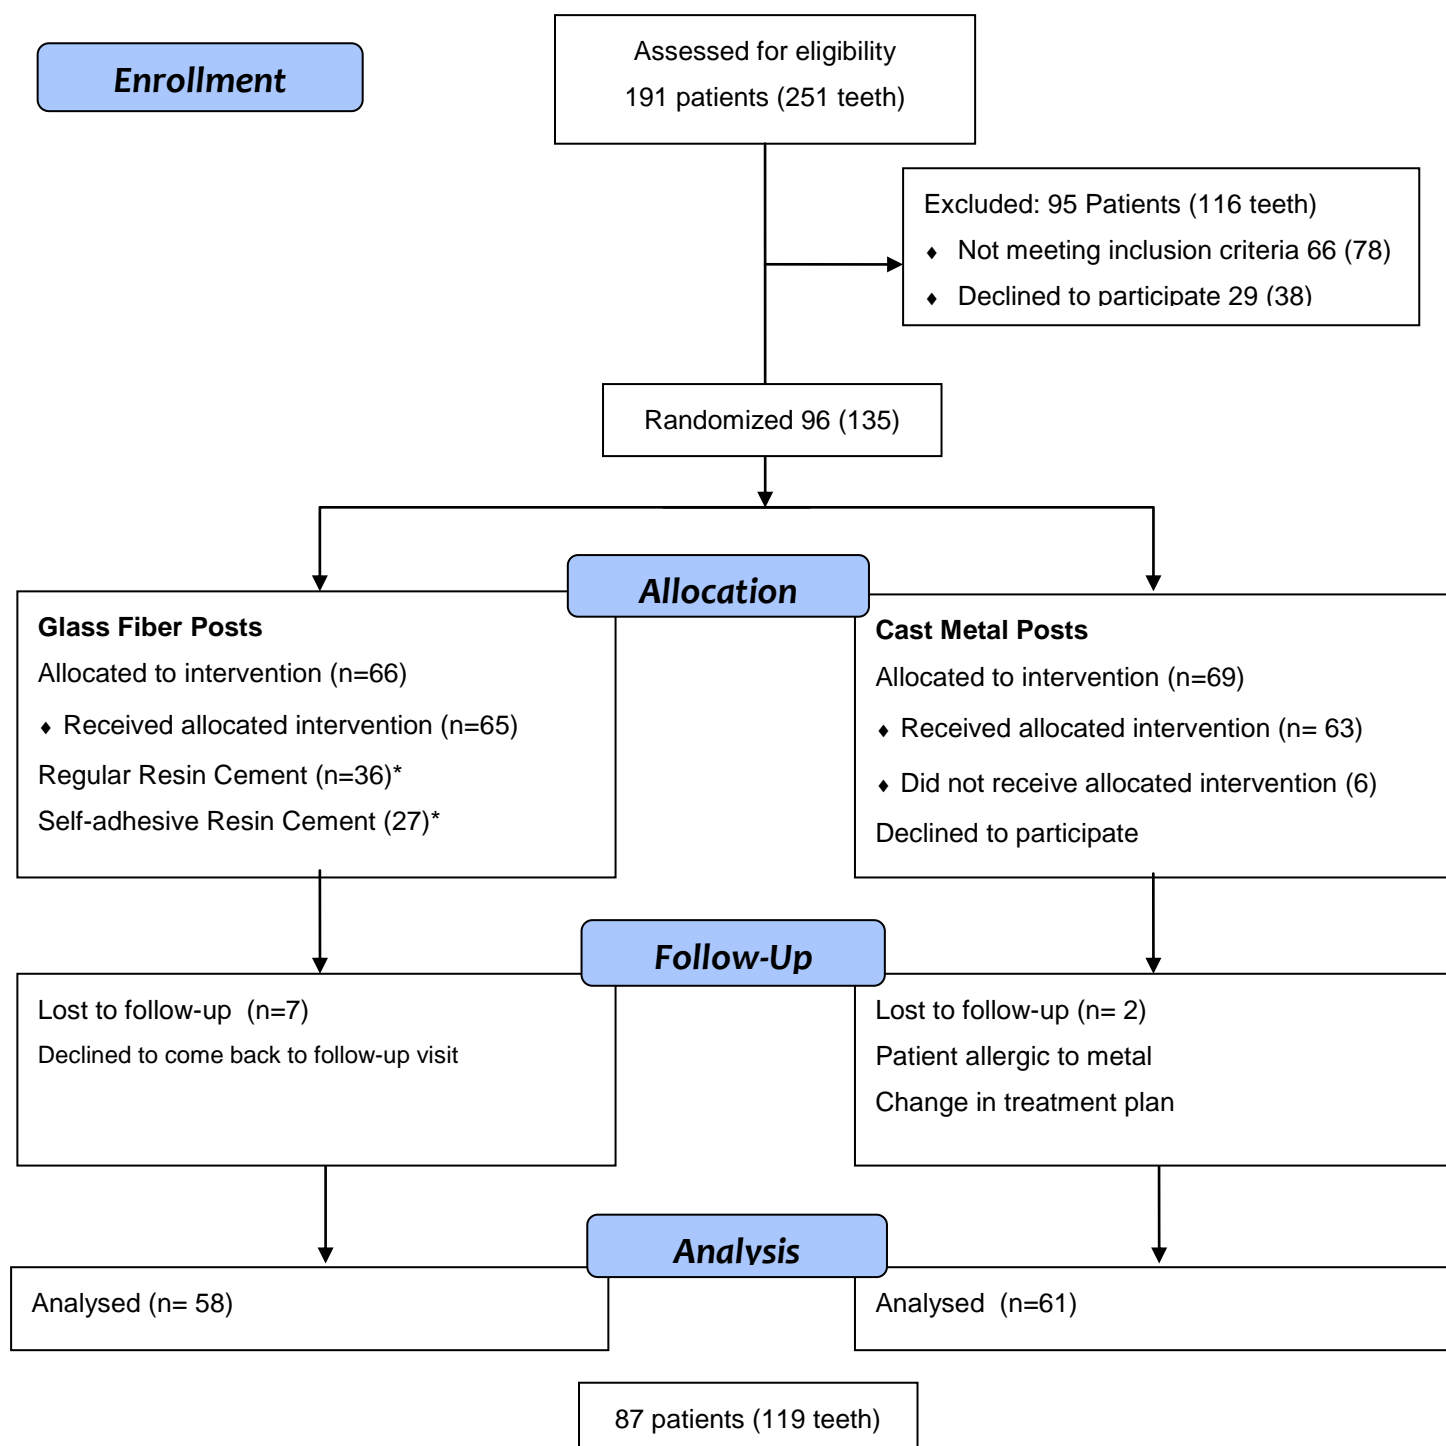 Enrollment
Assessed for eligibility
191 patients (251 teeth)
Excluded: 95 Patients (116 teeth)
♦ Not meeting inclusion criteria 66 (78)
♦ Declined to participate 29 (38)
Randomized 96 (135)
Allocation
Glass Fiber Posts
Allocated to intervention (n=66)
♦ Received allocated intervention (n=65)
Regular Resin Cement (n=36)*
Self-adhesive Resin Cement (27)*
Cast Metal Posts
Allocated to intervention (n=69)
♦ Received allocated intervention (n= 63)
♦ Did not receive allocated intervention (6)
Declined to participate
Follow-Up
Lost to follow-up  (n=7)
Declined to come back to follow-up visit
Lost to follow-up (n= 2)
Patient allergic to metal
Change in treatment plan
Analysis
Analysed (n= 58)
Analysed  (n=61)
87 patients (119 teeth)